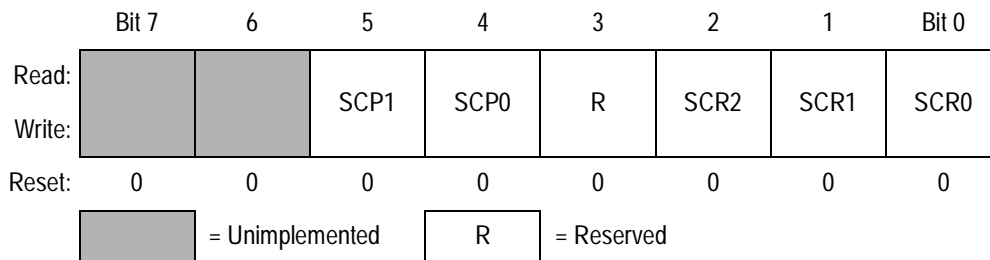 Bit 7 6 5 4 3 2 1 Bit 0
Read:
SCP1 SCP0 R SCR2 SCR1 SCR0
Write:
Reset: 0 0 0 0 0 0 0 0
= Unimplemented R = Reserved